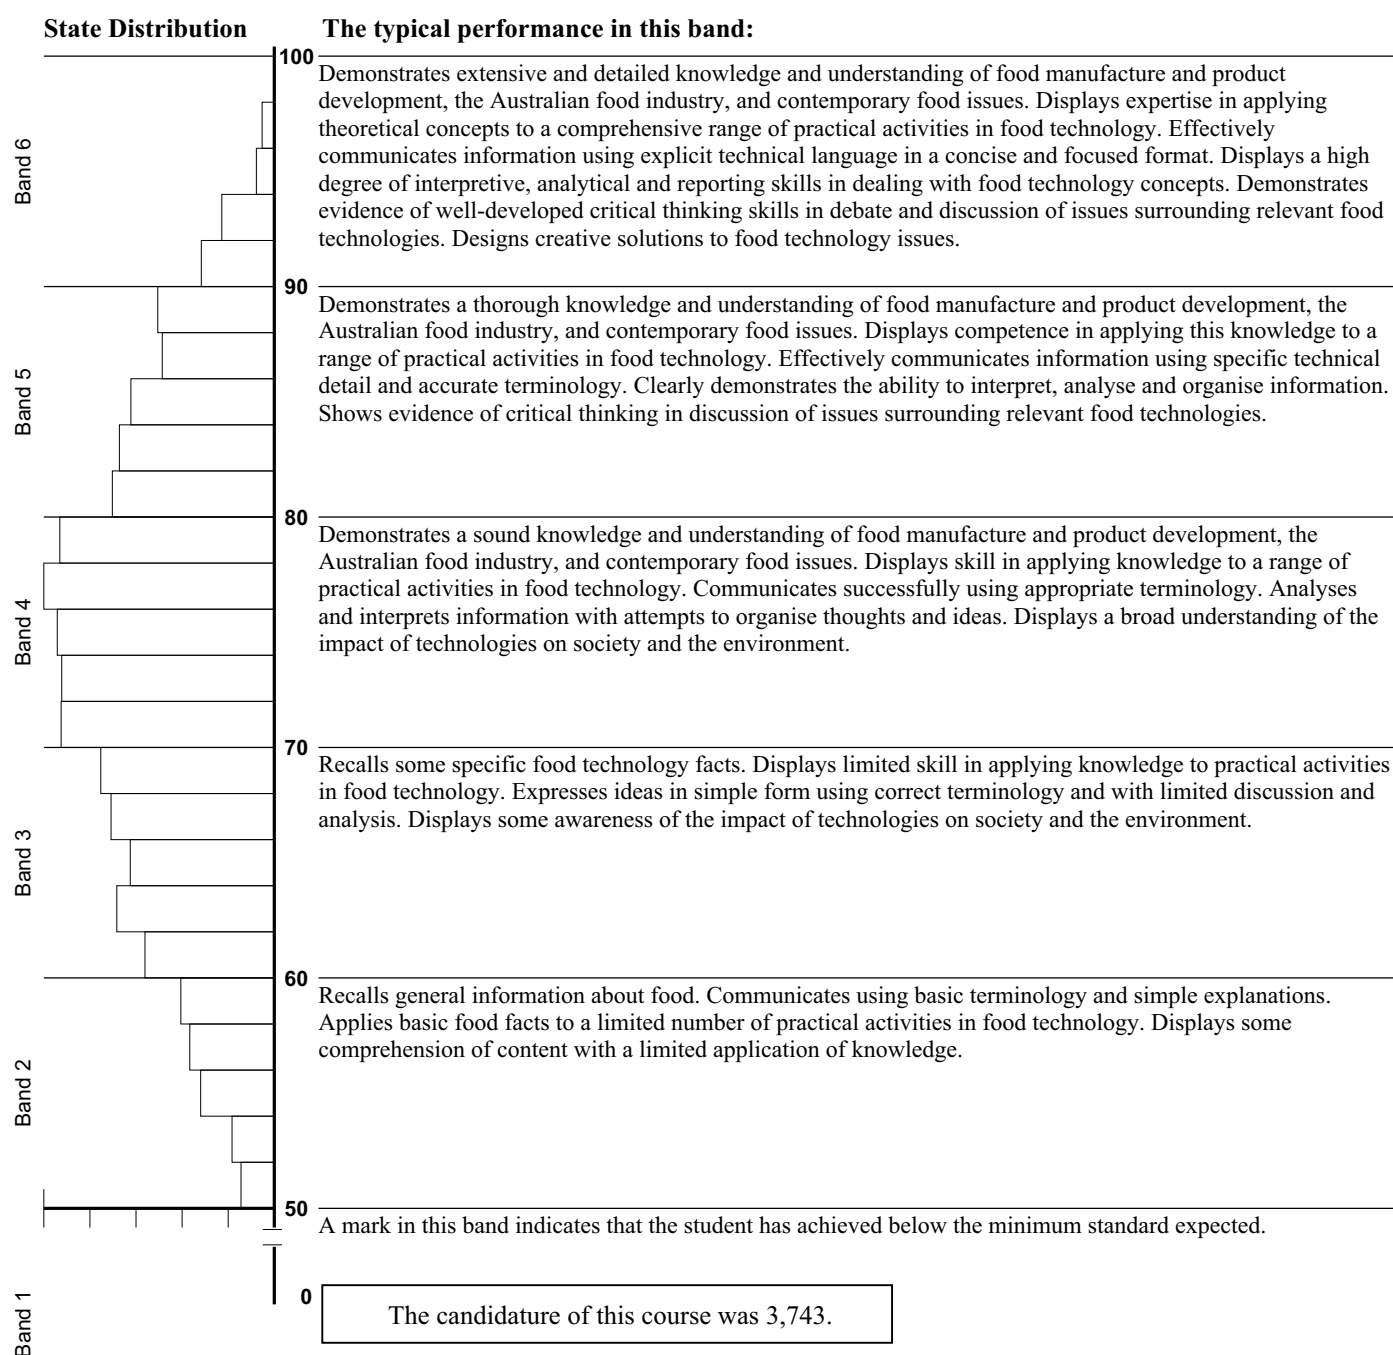 State Distribution
The typical performance in this band:
100
Demonstrates extensive and detailed knowledge and understanding of food manufacture and product
development, the Australian food industry, and contemporary food issues. Displays expertise in applying
theoretical concepts to a comprehensive range of practical activities in food technology. Effectively
communicates information using explicit technical language in a concise and focused format. Displays a high
degree of interpretive, analytical and reporting skills in dealing with food technology concepts. Demonstrates
evidence of well-developed critical thinking skills in debate and discussion of issues surrounding relevant food
technologies. Designs creative solutions to food technology issues.
Band 6
90
Demonstrates a thorough knowledge and understanding of food manufacture and product development, the
Australian food industry, and contemporary food issues. Displays competence in applying this knowledge to a
range of practical activities in food technology. Effectively communicates information using specific technical
detail and accurate terminology. Clearly demonstrates the ability to interpret, analyse and organise information.
Shows evidence of critical thinking in discussion of issues surrounding relevant food technologies.
Band 5
80
Demonstrates a sound knowledge and understanding of food manufacture and product development, the
Australian food industry, and contemporary food issues. Displays skill in applying knowledge to a range of
practical activities in food technology. Communicates successfully using appropriate terminology. Analyses
and interprets information with attempts to organise thoughts and ideas. Displays a broad understanding of the
impact of technologies on society and the environment.
Band 4
70
Recalls some specific food technology facts. Displays limited skill in applying knowledge to practical activities
in food technology. Expresses ideas in simple form using correct terminology and with limited discussion and
analysis. Displays some awareness of the impact of technologies on society and the environment.
Band 3
60
Recalls general information about food. Communicates using basic terminology and simple explanations.
Applies basic food facts to a limited number of practical activities in food technology. Displays some
comprehension of content with a limited application of knowledge.
Band 2
50
A mark in this band indicates that the student has achieved below the minimum standard expected.
0
Band 1
The candidature of this course was 3,743.